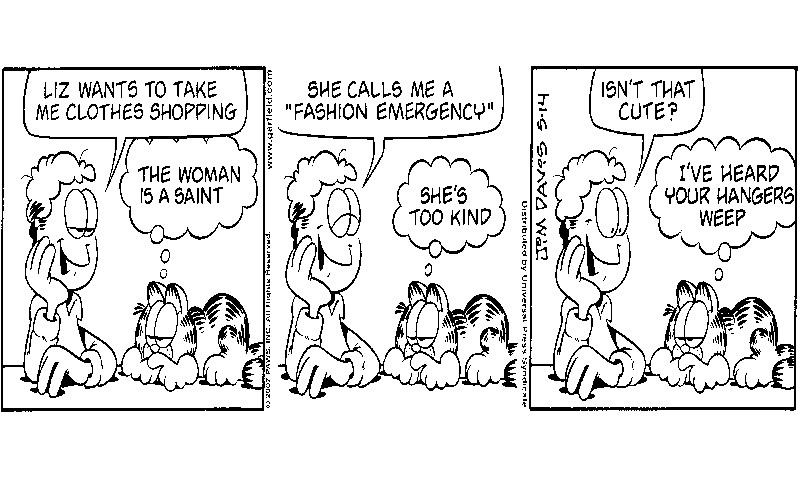 LIZ WANTS TO TAKE
ME CLOTHES SHOPPING
THE WOMAN
IS A SAINT
www.garfield.com
© 2007 PAWS, INC. All Rights Reserved.
SHE CALLS ME A
"FASHION EMERGENCY"
SHE'S
TOO KIND
Distributed by Universal Press Syndicate
JIM DAVIS 5-14
ISN'T THAT
CUTE?
I'VE HEARD
YOUR HANGERS
WEEP